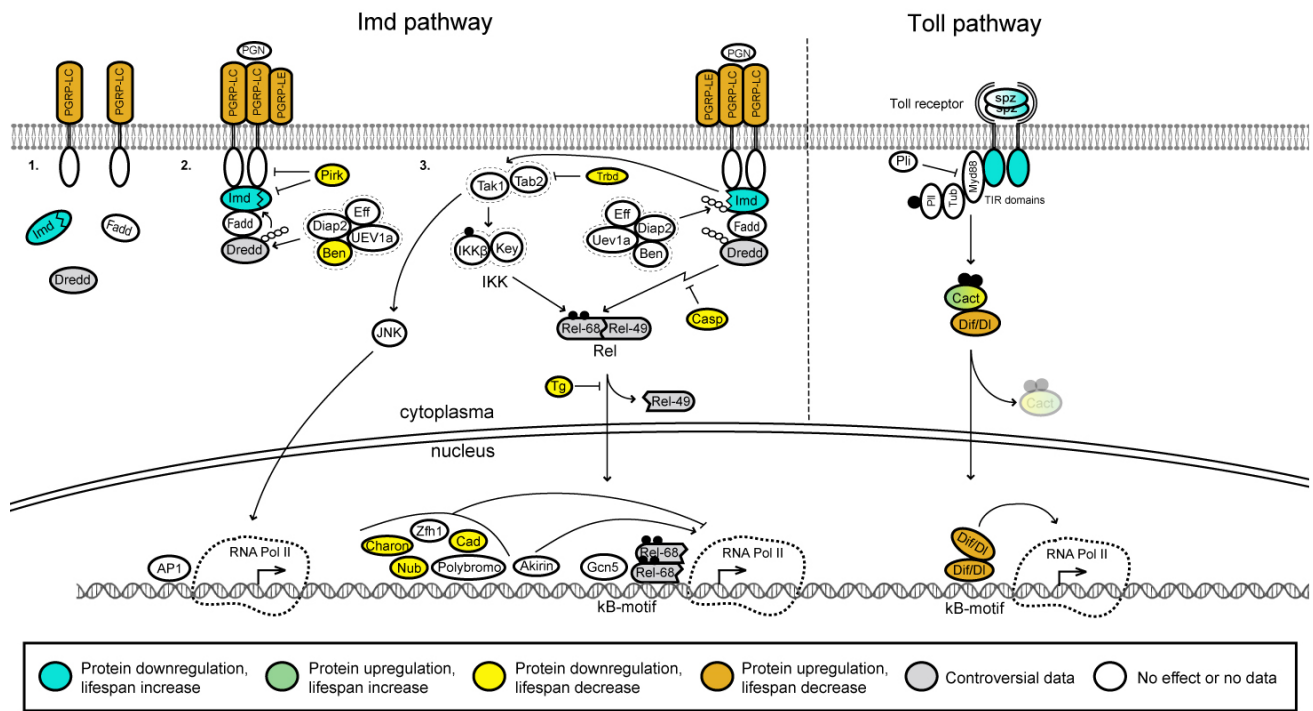 Imd pathway
Toll pathway
PGN
PGRP-LC
PGRP-LC
PGRP-LC
PGRP-LC
PGRP-LE
PGN
PGRP-LE
PGRP-LC
PGRP-LC
Toll receptor
spz
spz
1.
2.
3.
Imd
Fadd
Dredd
Imd
Fadd
Dredd
Pirk
Eff
Diap2
UEV1a
Ben
Tak1
Tab2
Trbd
IKKβ
Key
IKK
Eff
Diap2
Uev1a
Ben
Imd
Fadd
Dredd
Casp
Pli
Myd88
Tub
Pll
TIR domains
Cact
Dif/Dl
Cact
JNK
Rel-68
Rel-49
Rel
Tg
Rel-49
cytoplasma
nucleus
AP1
RNA Pol II
Charon
Zfh1
Cad
Nub
Polybromo
Akirin
Gcn5
Rel-68
Rel-68
kB-motif
RNA Pol II
Dif/Dl
Dif/Dl
kB-motif
RNA Pol II
Protein downregulation,
lifespan increase
Protein upregulation,
lifespan increase
Protein downregulation,
lifespan decrease
Protein upregulation,
lifespan decrease
Controversial data
No effect or no data